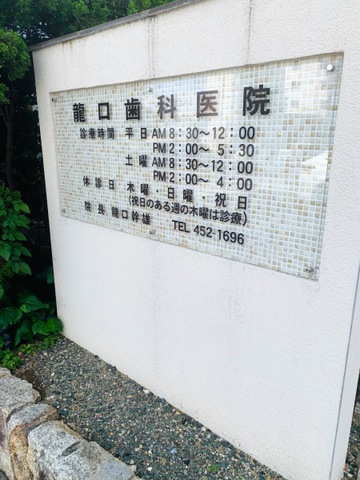 龍口歯科医院
診療時間 平日 AM 8：30～12：00
PM 2：00～ 5：30
土曜 AM 8：30～12：00
PM 2：00～ 4：00
休診日 木曜・日曜・祝日
(祝日のある週の木曜は診療)
院長 龍口幹雄 TEL 452-1696